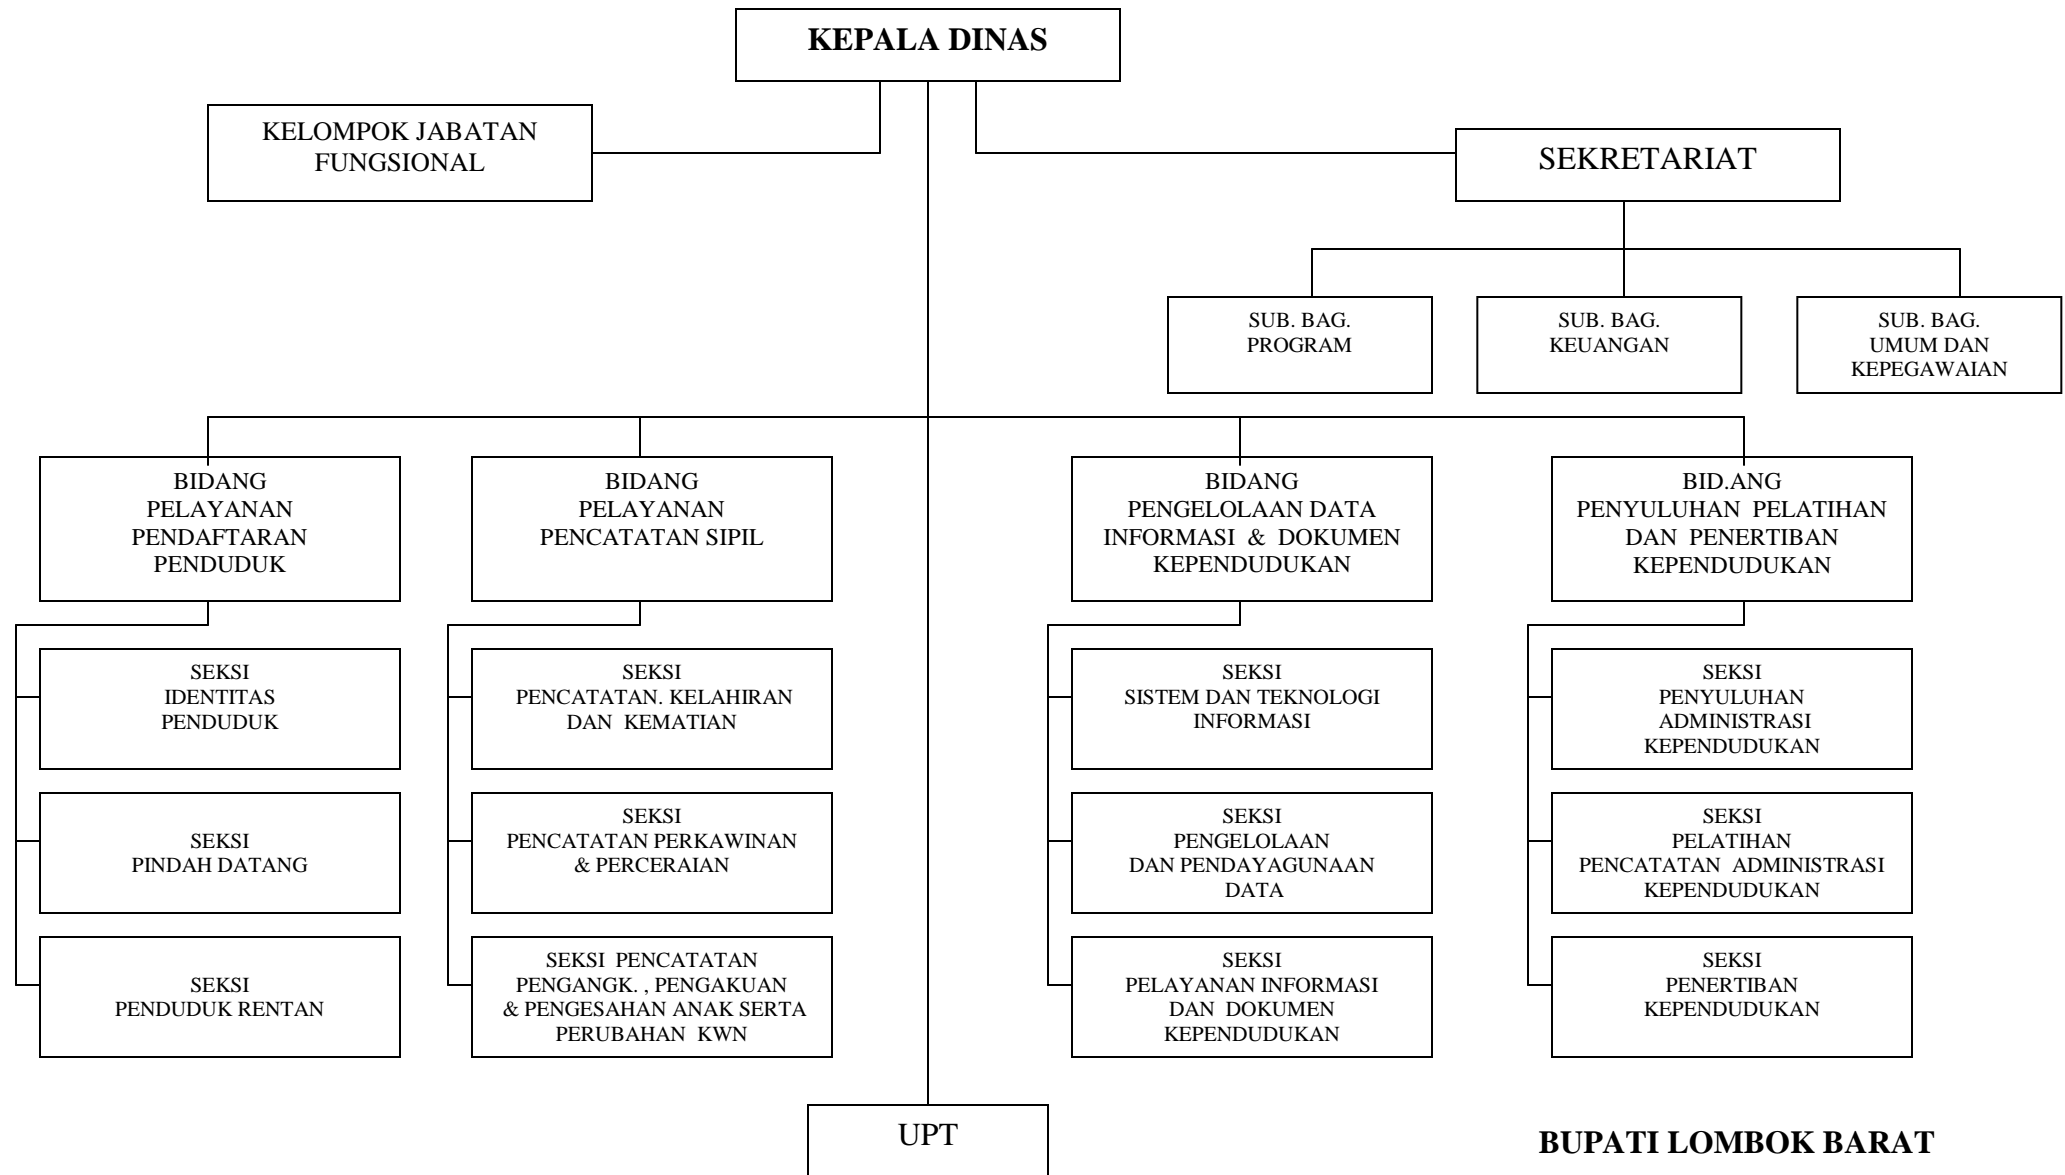 KEPALA DINAS
KELOMPOK JABATAN
FUNGSIONAL
SEKRETARIAT
SUB. BAG.
PROGRAM
SUB. BAG.
KEUANGAN
SUB. BAG.
UMUM DAN
KEPEGAWAIAN
BIDANG
PELAYANAN
PENDAFTARAN
PENDUDUK
BIDANG
PELAYANAN
PENCATATAN SIPIL
BIDANG
PENGELOLAAN DATA
INFORMASI & DOKUMEN
KEPENDUDUKAN
BID.ANG
PENYULUHAN PELATIHAN
DAN PENERTIBAN
KEPENDUDUKAN
SEKSI
IDENTITAS
PENDUDUK
SEKSI
PENCATATAN. KELAHIRAN
DAN KEMATIAN
SEKSI
SISTEM DAN TEKNOLOGI
INFORMASI
SEKSI
PENYULUHAN
ADMINISTRASI
KEPENDUDUKAN
SEKSI
PINDAH DATANG
SEKSI
PENCATATAN PERKAWINAN
& PERCERAIAN
SEKSI
PENGELOLAAN
DAN PENDAYAGUNAAN
DATA
SEKSI
PELATIHAN
PENCATATAN ADMINISTRASI
KEPENDUDUKAN
SEKSI
PENDUDUK RENTAN
SEKSI PENCATATAN
PENGANGK. , PENGAKUAN
& PENGESAHAN ANAK SERTA
PERUBAHAN KWN
SEKSI
PELAYANAN INFORMASI
DAN DOKUMEN
KEPENDUDUKAN
SEKSI
PENERTIBAN
KEPENDUDUKAN
UPT
BUPATI LOMBOK BARAT